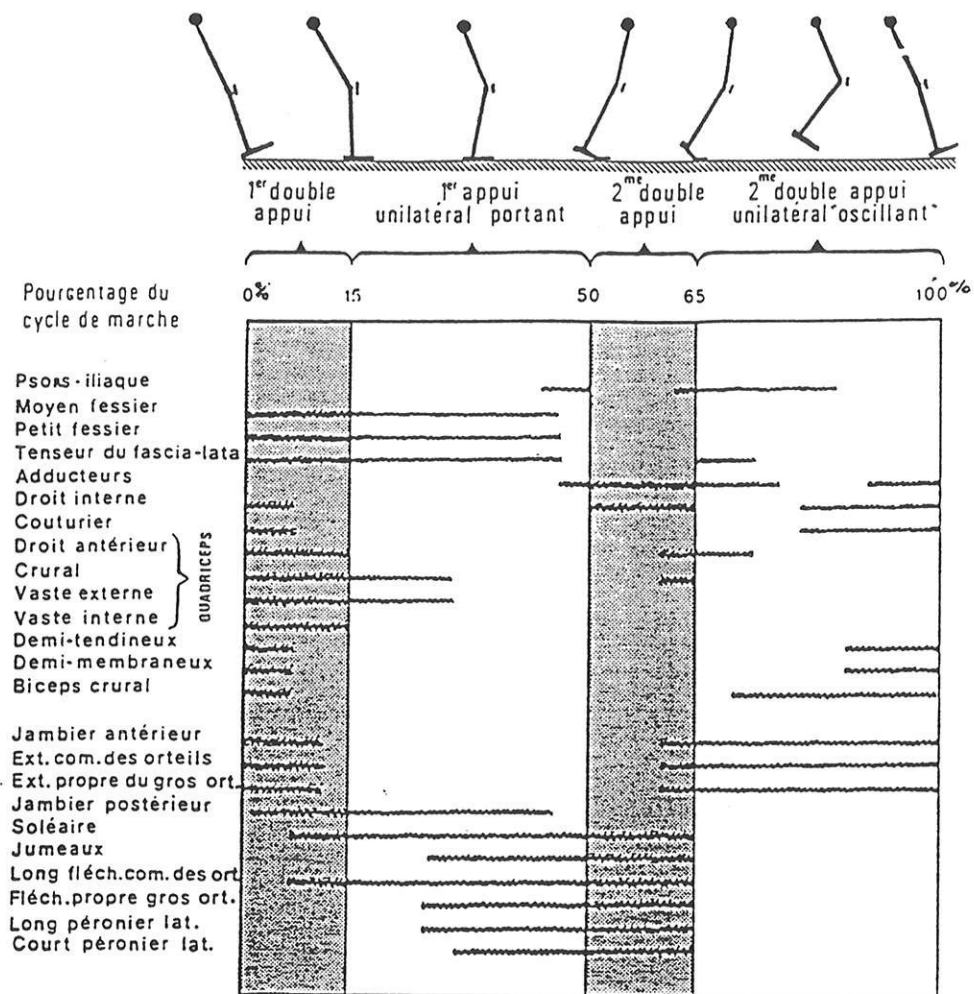 1er double appui
1er appui unilatéral portant
2me double appui
2me double appui unilatéral "oscillant"
Pourcentage du cycle de marche
0% 15 50 65 100%
Psoas-iliaque
Moyen fessier
Petit fessier
Tenseur du fascia-lata
Adducteurs
Droit interne
Couturier
Droit antérieur
Crural
Vaste externe
Vaste interne
QUADRICEPS
Demi-tendineux
Demi-membraneux
Biceps crural
Jambier antérieur
Ext. com. des orteils
Ext. propre du gros ort.
Jambier postérieur
Soléaire
Jumeaux
Long fléch. com. des ort.
Fléch. propre gros ort.
Long péronier lat.
Court péronier lat.